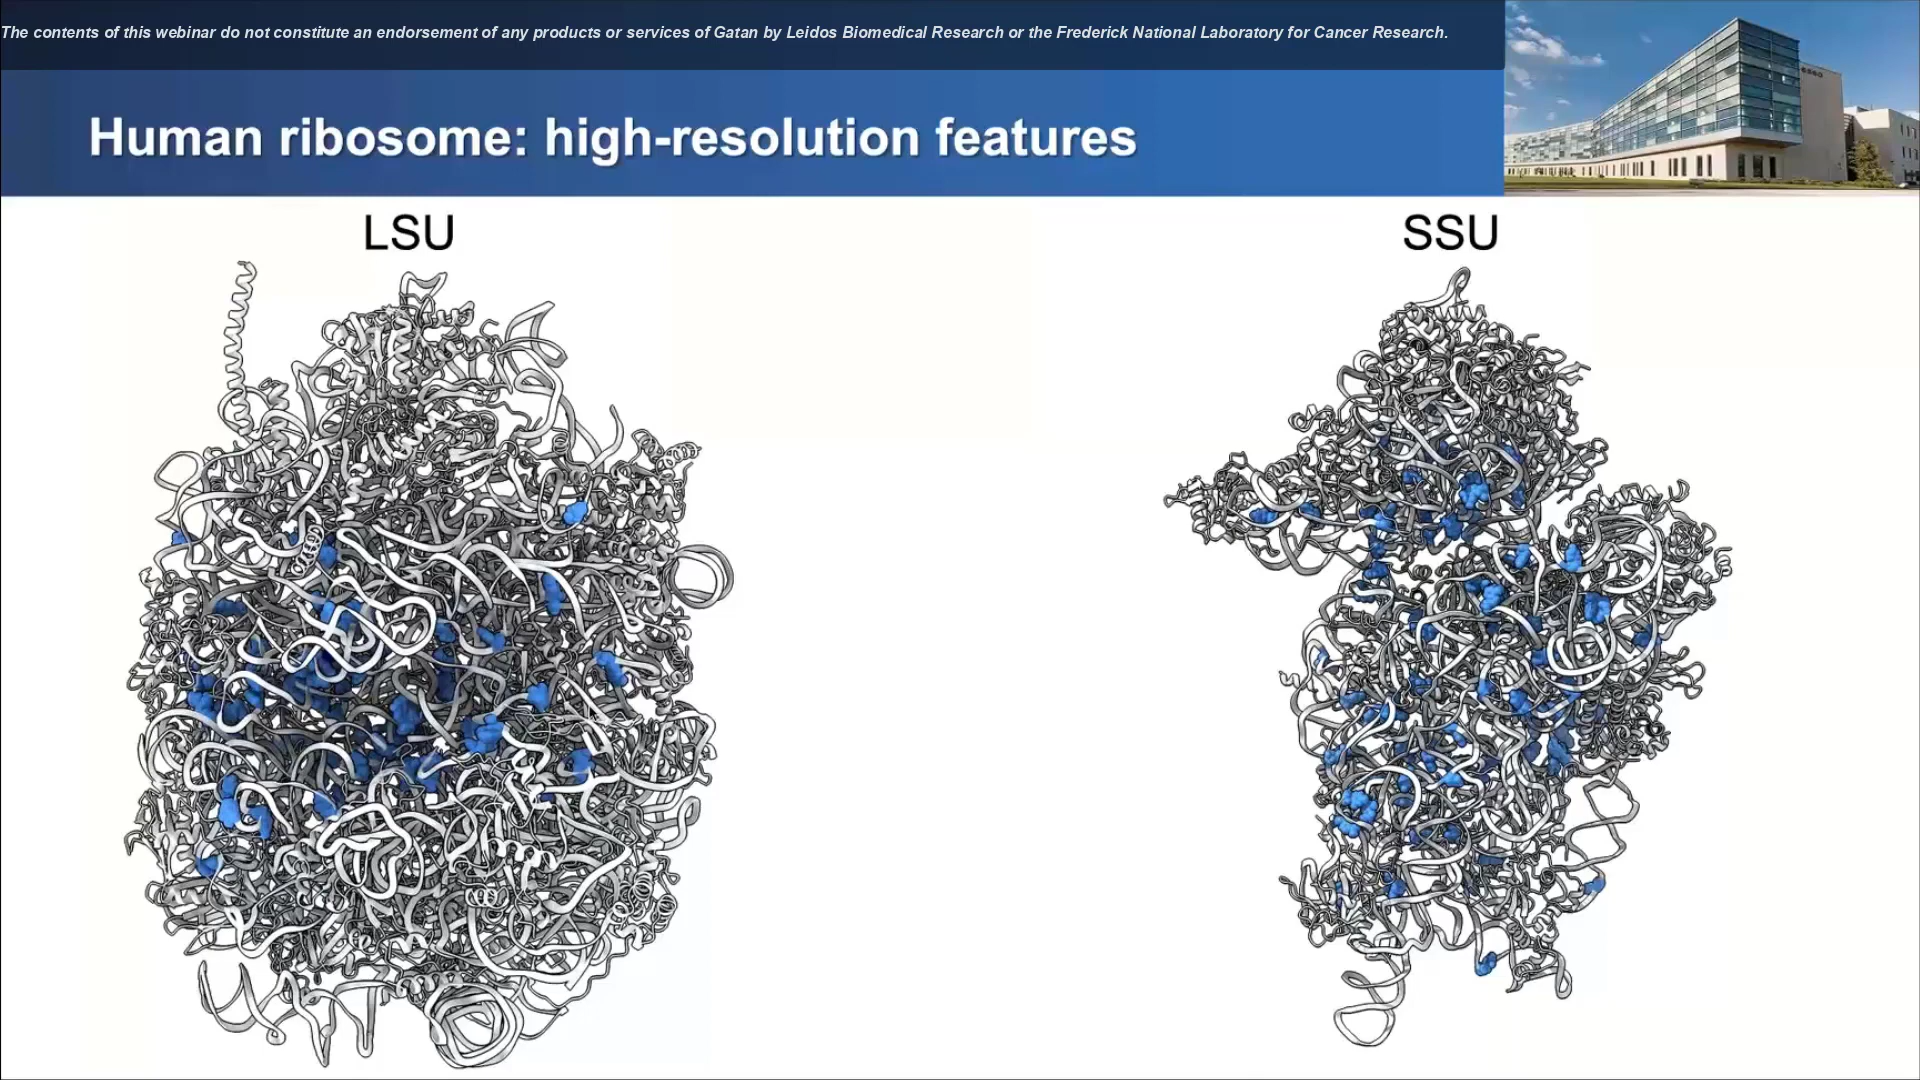 The contents of this webinar do not constitute an endorsement of any products or services of Gatan by Leidos Biomedical Research or the Frederick National Laboratory for Cancer Research.
Human ribosome: high-resolution features
LSU
SSU